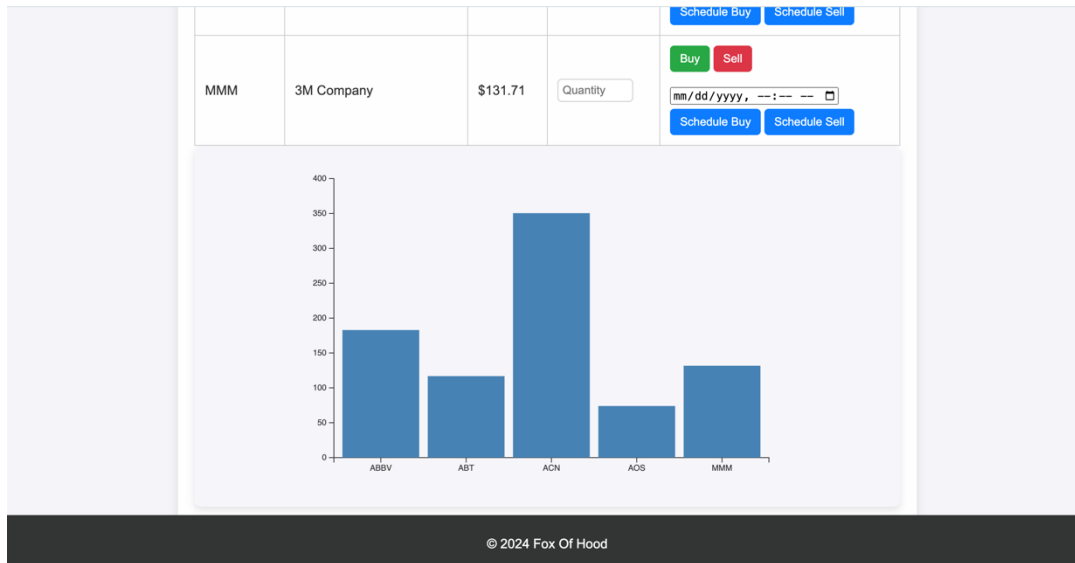 Schedule Buy Schedule Sell
Buy Sell
MMM 3M Company $131.71 Quantity
mm/dd/yyyy, --:-- --
Schedule Buy Schedule Sell
400
350
300
250
200
150
100
50
0
ABBV ABT ACN AOS MMM
© 2024 Fox Of Hood